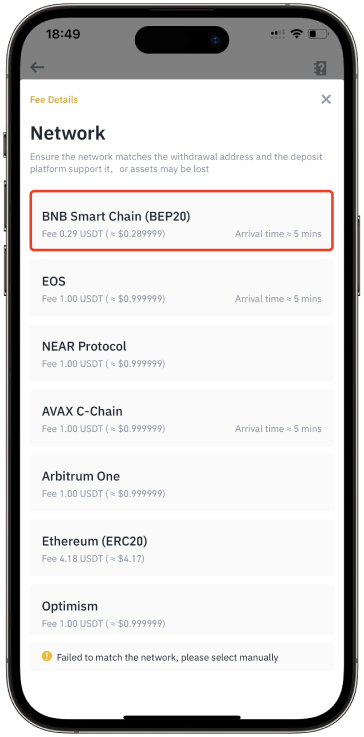 18:49
Fee Details
Network
Ensure the network matches the withdrawal address and the deposit
platform support it, or assets may be lost
BNB Smart Chain (BEP20)
Fee 0.29 USDT ( ≈ $0.289999) Arrival time ≈ 5 mins
EOS
Fee 1.00 USDT ( ≈ $0.999999) Arrival time ≈ 5 mins
NEAR Protocol
Fee 1.00 USDT ( ≈ $0.999999)
AVAX C-Chain
Fee 1.00 USDT ( ≈ $0.999999) Arrival time ≈ 5 mins
Arbitrum One
Fee 1.00 USDT ( ≈ $0.999999)
Ethereum (ERC20)
Fee 4.18 USDT ( ≈ $4.17)
Optimism
Fee 1.00 USDT ( ≈ $0.999999)
Failed to match the network, please select manually